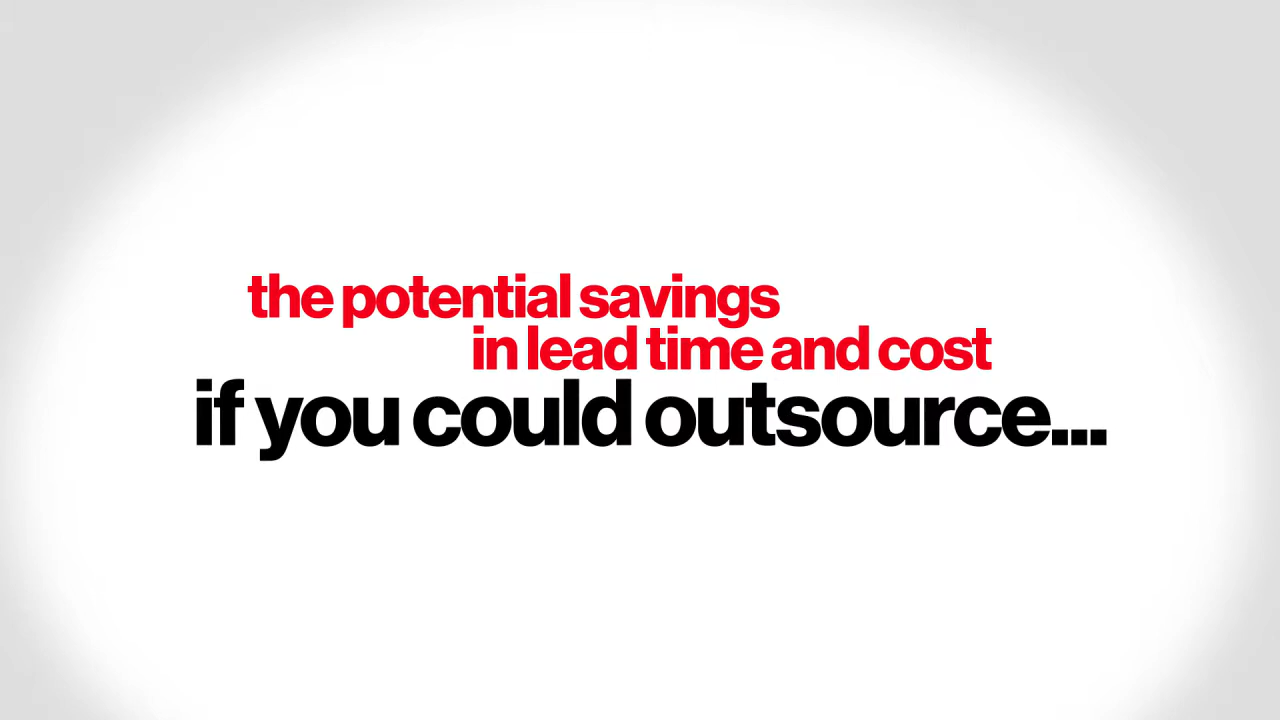 the potential savings
in lead time and cost
if you could outsource...